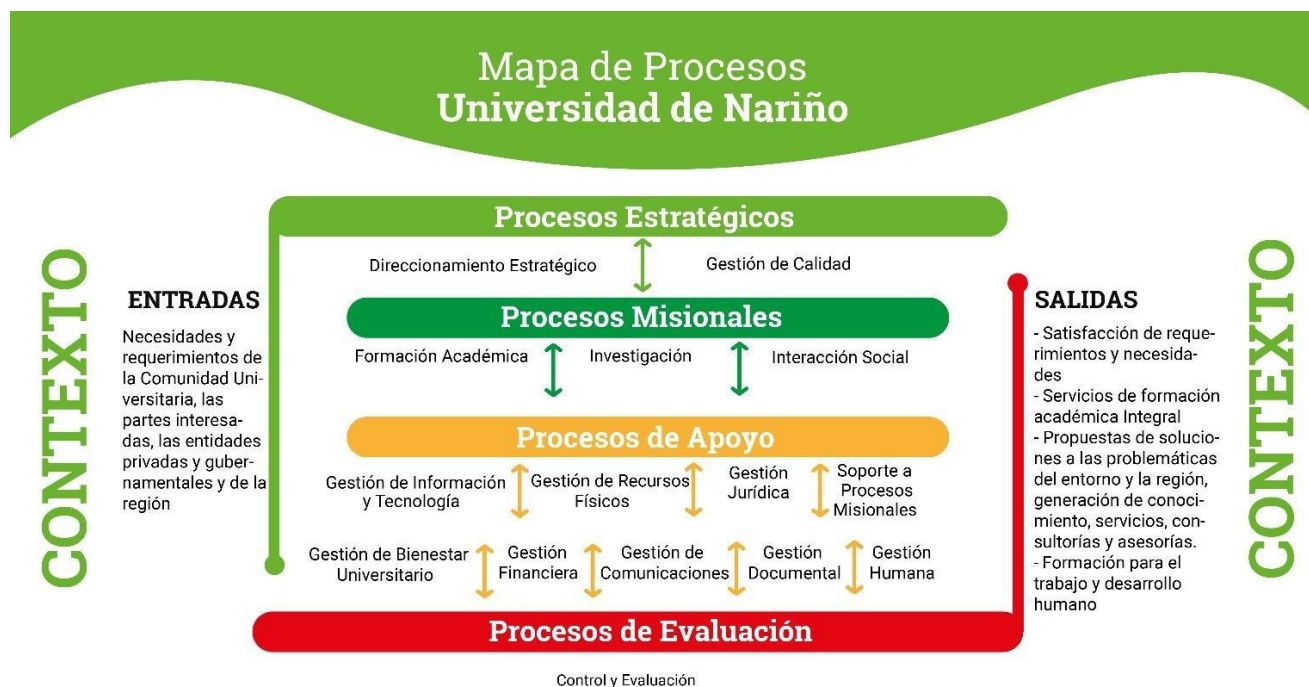 Mapa de Procesos
Universidad de Nariño
CONTEXTO
ENTRADAS
Necesidades y
requerimientos de
la Comunidad Uni-
versitaria, las
partes interesa-
das, las entidades
privadas y guber-
namentales y de la
región
Procesos Estratégicos
Direccionamiento Estratégico
Gestión de Calidad
Procesos Misionales
Formación Académica
Investigación
Interacción Social
Procesos de Apoyo
Gestión de Información
y Tecnología
Gestión de Recursos
Físicos
Gestión
Jurídica
Soporte a
Procesos
Misionales
Gestión de Bienestar
Universitario
Gestión
Financiera
Gestión de
Comunicaciones
Gestión
Documental
Gestión
Humana
Procesos de Evaluación
Control y Evaluación
SALIDAS
- Satisfacción de reque-
rimientos y necesida-
des
- Servicios de formación
académica Integral
- Propuestas de solucio-
nes a las problemáticas
del entorno y la región,
generación de conoci-
miento, servicios, con-
sultorías y asesorías.
- Formación para el
trabajo y desarrollo
humano
CONTEXTO